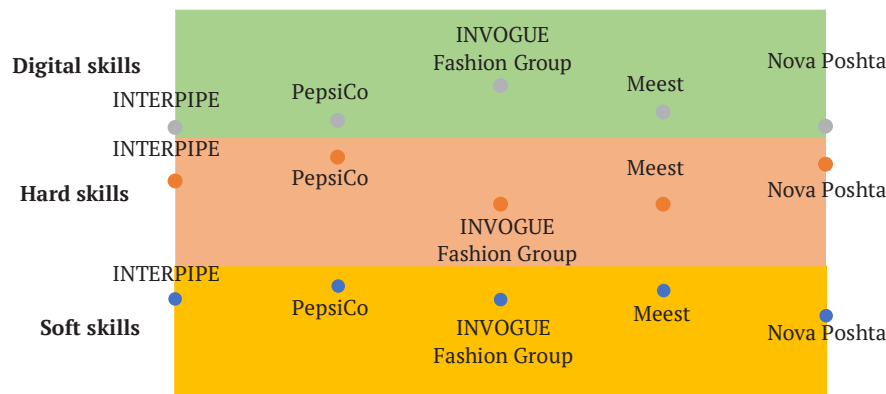 INVOGUE
Fashion Group
Digital skills
Nova Poshta
PepsiCo
Meest
INTERPIPE
INTERPIPE
Meest
PepsiCo
Hard skills
Nova Poshta
INVOGUE
Fashion Group
INTERPIPE
PepsiCo
Meest
Soft skills
INVOGUE
Nova Poshta
Fashion Group